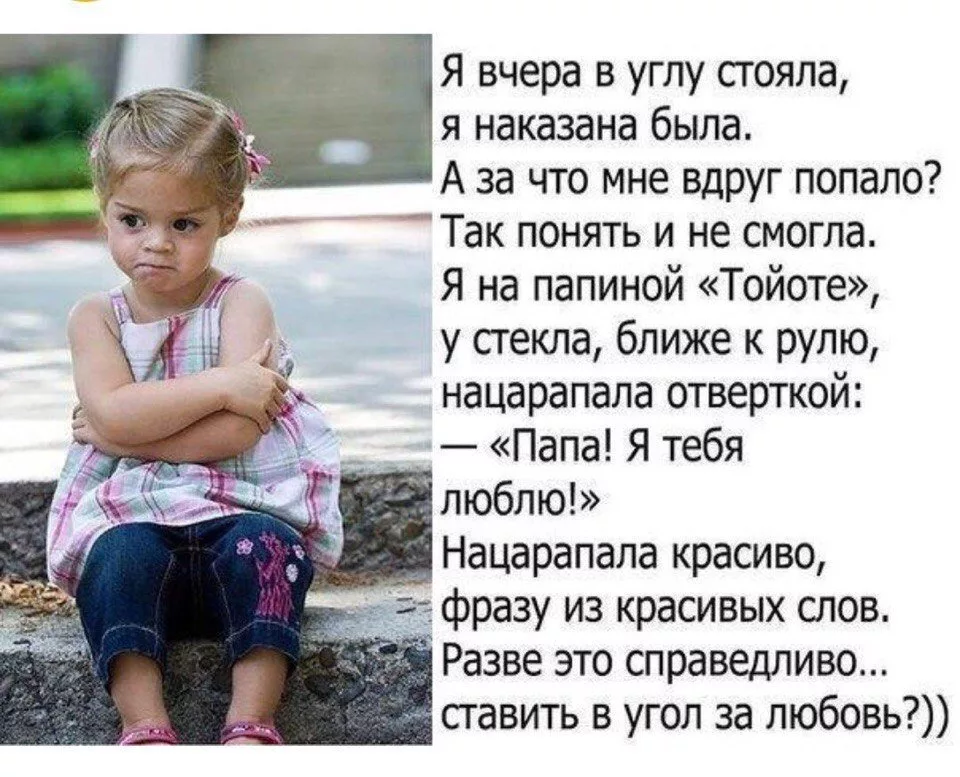 Я вчера в углу стояла,
я наказана была.
А за что мне вдруг попало?
Так понять и не смогла.
Я на папиной «Тойоте»,
у стекла, ближе к рулю,
нацарапала отверткой:
— «Папа! Я тебя
люблю!»
Нацарапала красиво,
фразу из красивых слов.
Разве это справедливо...
ставить в угол за любовь?))